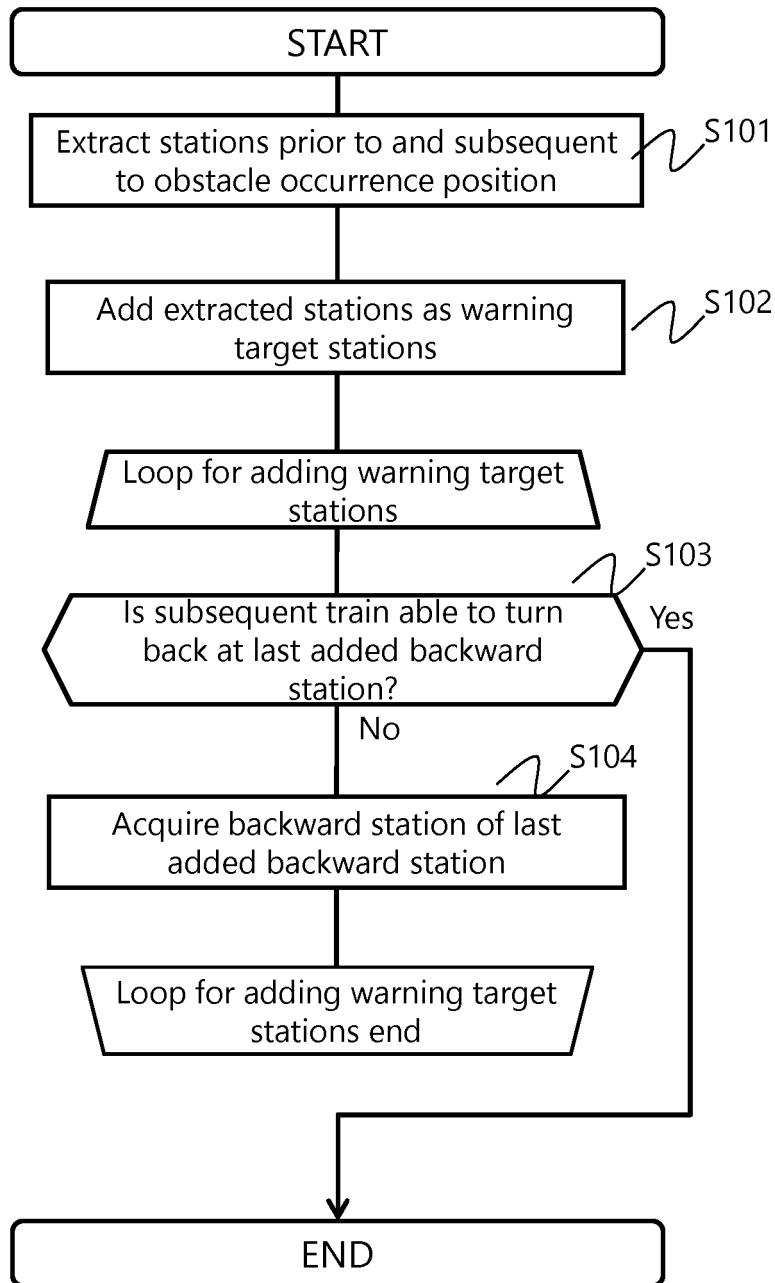 START
Extract stations prior to and subsequent
to obstacle occurrence position
S101
Add extracted stations as warning
target stations
S102
Loop for adding warning target
stations
S103
Is subsequent train able to turn
back at last added backward
station?
Yes
No
S104
Acquire backward station of last
added backward station
Loop for adding warning target
stations end
END